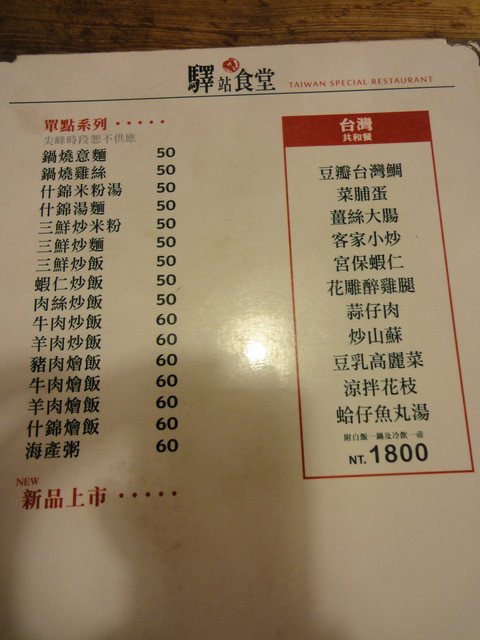 驛站食堂 TAIWAN SPECIAL RESTAURANT
單點系列·····
尖峰時段恕不供應
鍋燒意麵 50
鍋燒雞絲 50
什錦米粉湯 50
什錦湯麵 50
三鮮炒米粉 50
三鮮炒麵 50
三鮮炒飯 50
蝦仁炒飯 50
肉絲炒飯 50
牛肉炒飯 60
羊肉炒飯 60
豬肉燴飯 60
牛肉燴飯 60
羊肉燴飯 60
什錦燴飯 60
海產粥 60
NEW
新品上市·····
台灣
共和餐
豆瓣台灣鯛
菜脯蛋
薑絲大腸
客家小炒
宮保蝦仁
花雕醉雞腿
蒜仔肉
炒山蘇
豆乳高麗菜
涼拌花枝
蛤仔魚丸湯
附白飯一鍋及冷飲一壺
NT. 1800